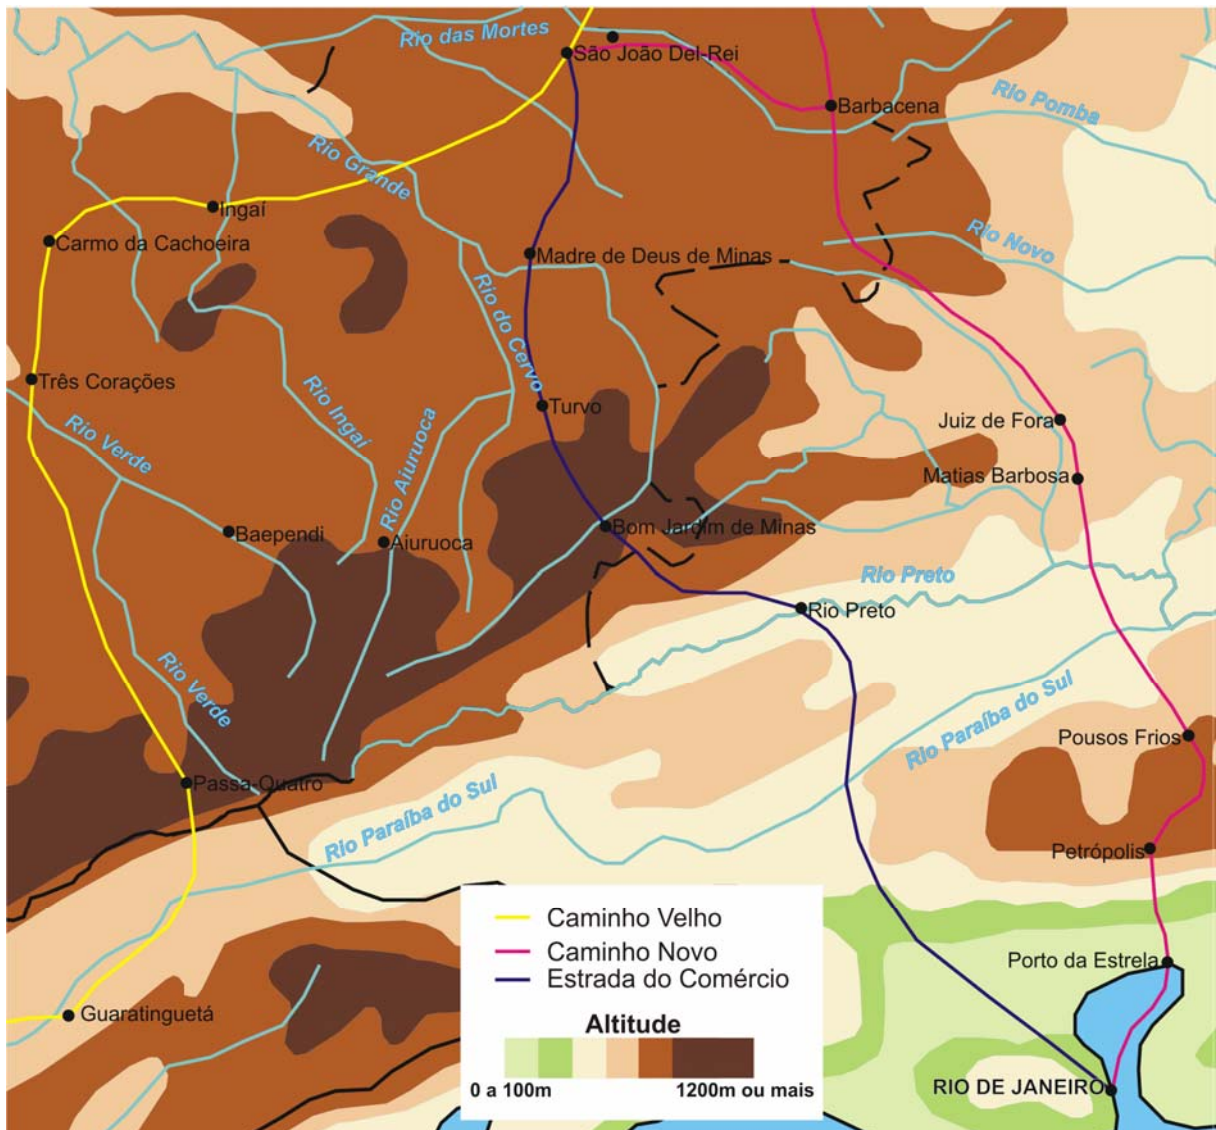 Rio das Mortes
São João Del-Rei
Barbacena
Rio Pomba
Rio Grande
Ingaí
Carmo da Cachoeira
Madre de Deus de Minas
Rio Novo
Rio do Cervo
Três Corações
Turvo
Rio Ingaí
Rio Verde
Rio Aiuruoca
Juiz de Fora
Matias Barbosa
Baependi
Aiuruoca
Bom Jardim de Minas
Rio Preto
Rio Preto
Rio Verde
Rio Paraíba do Sul
Pousos Frios
Passa-Quatro
Rio Paraíba do Sul
Petrópolis
Porto da Estrela
Guaratinguetá
RIO DE JANEIRO
Caminho Velho
Caminho Novo
Estrada do Comércio
Altitude
0 a 100m 1200m ou mais